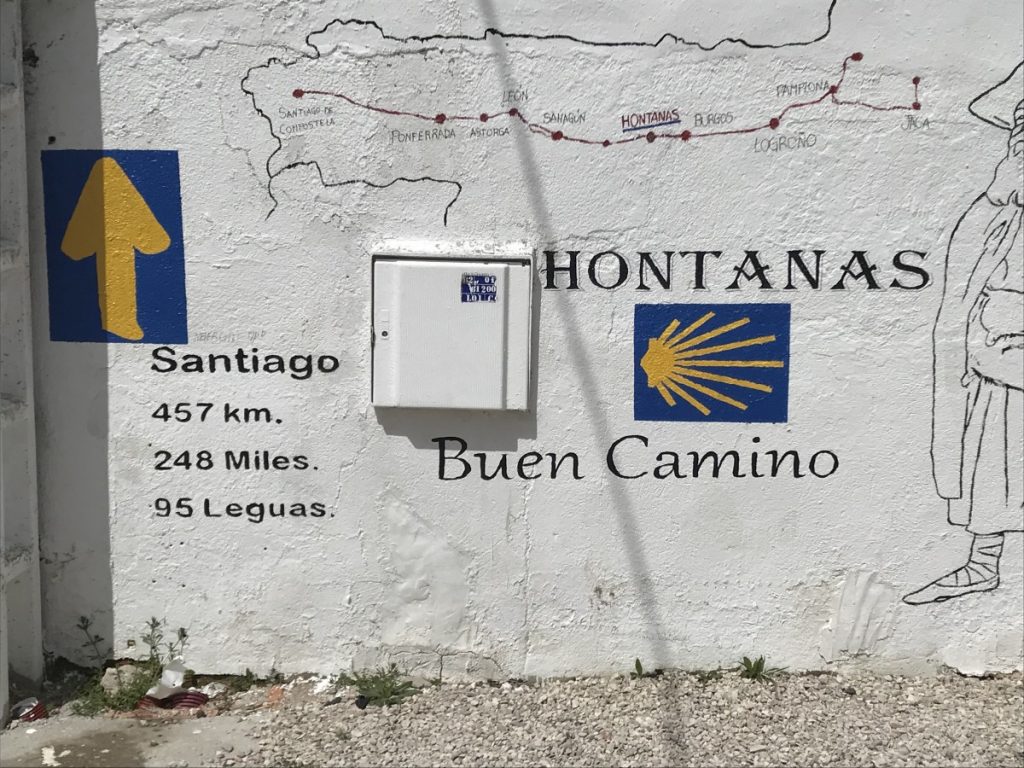 SANTIAGO DE
COMPOSTELA
PONFERRADA
ASTORGA
LEÓN
SAHAGÚN
HONTANAS
BURGOS
LOGROÑO
PAMPLONA
JACA
HONTANAS
Santiago
457 km.
248 Miles.
95 Leguas.
Buen Camino